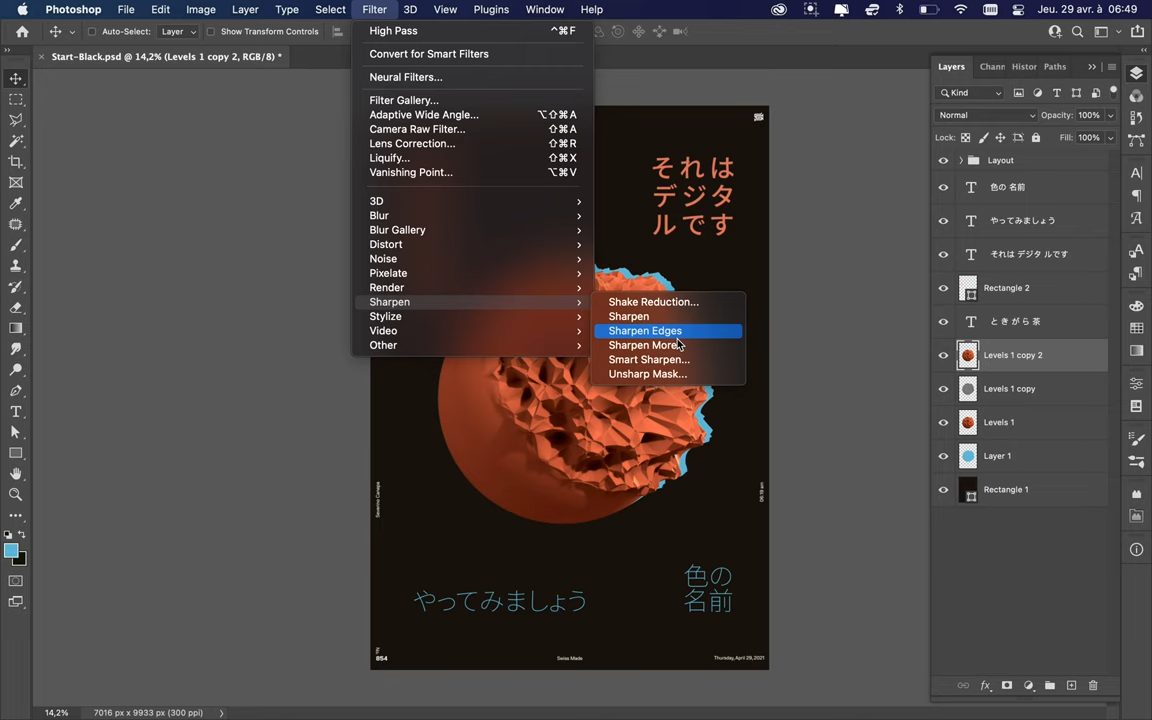 Photoshop File Edit Image Layer Type Select Filter 3D View Plugins Window Help Jeu. 29 avr. à 06:49
Auto-Select: Layer Show Transform Controls
Start-Black.psd @ 14,2% (Levels 1 copy 2, RGB/8) *
High Pass ^⌘F
Convert for Smart Filters
Neural Filters...
Filter Gallery...
Adaptive Wide Angle... ⌥⇧⌘A
Camera Raw Filter... ⇧⌘A
Lens Correction... ⇧⌘R
Liquify... ⇧⌘X
Vanishing Point... ⌥⌘V
3D
Blur
Blur Gallery
Distort
Noise
Pixelate
Render
Sharpen
Stylize
Video
Other
Shake Reduction...
Sharpen
Sharpen Edges
Sharpen More
Smart Sharpen...
Unsharp Mask...
それは
デジタ
ルです
Severino Canepa
06:19 am
色の
名前
やってみましょう
854
Swiss Made
Thursday, April 29, 2021
Layers Chann Histor Paths
Kind
Normal Opacity: 100%
Lock: Fill: 100%
Layout
色の 名前
やってみましょう
それは デジタ ルです
Rectangle 2
ときがら茶
Levels 1 copy 2
Levels 1 copy
Levels 1
Layer 1
Rectangle 1
14,2% 7016 px x 9933 px (300 ppi)